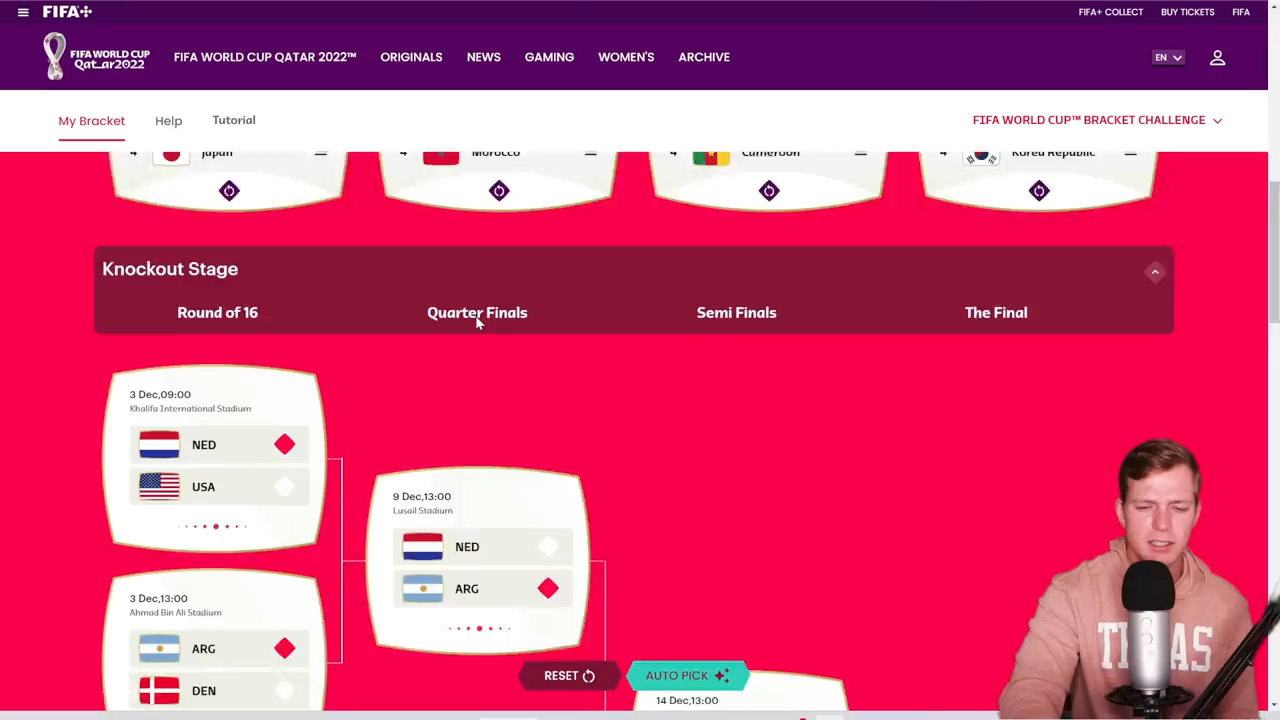 FIFA+
FIFA+ COLLECT
BUY TICKETS
FIFA
FIFA WORLD CUP
Qatar2022
FIFA WORLD CUP QATAR 2022™
ORIGINALS
NEWS
GAMING
WOMEN'S
ARCHIVE
EN
My Bracket
Help
Tutorial
FIFA WORLD CUP™ BRACKET CHALLENGE
4 Japan
4 Morocco
4 Cameroon
4 Korea Republic
Knockout Stage
Round of 16
Quarter Finals
Semi Finals
The Final
3 Dec,09:00
Khalifa International Stadium
NED
USA
9 Dec,13:00
Lusail Stadium
NED
ARG
3 Dec,13:00
Ahmad Bin Ali Stadium
ARG
DEN
RESET
AUTO PICK
14 Dec,13:00
TEXAS